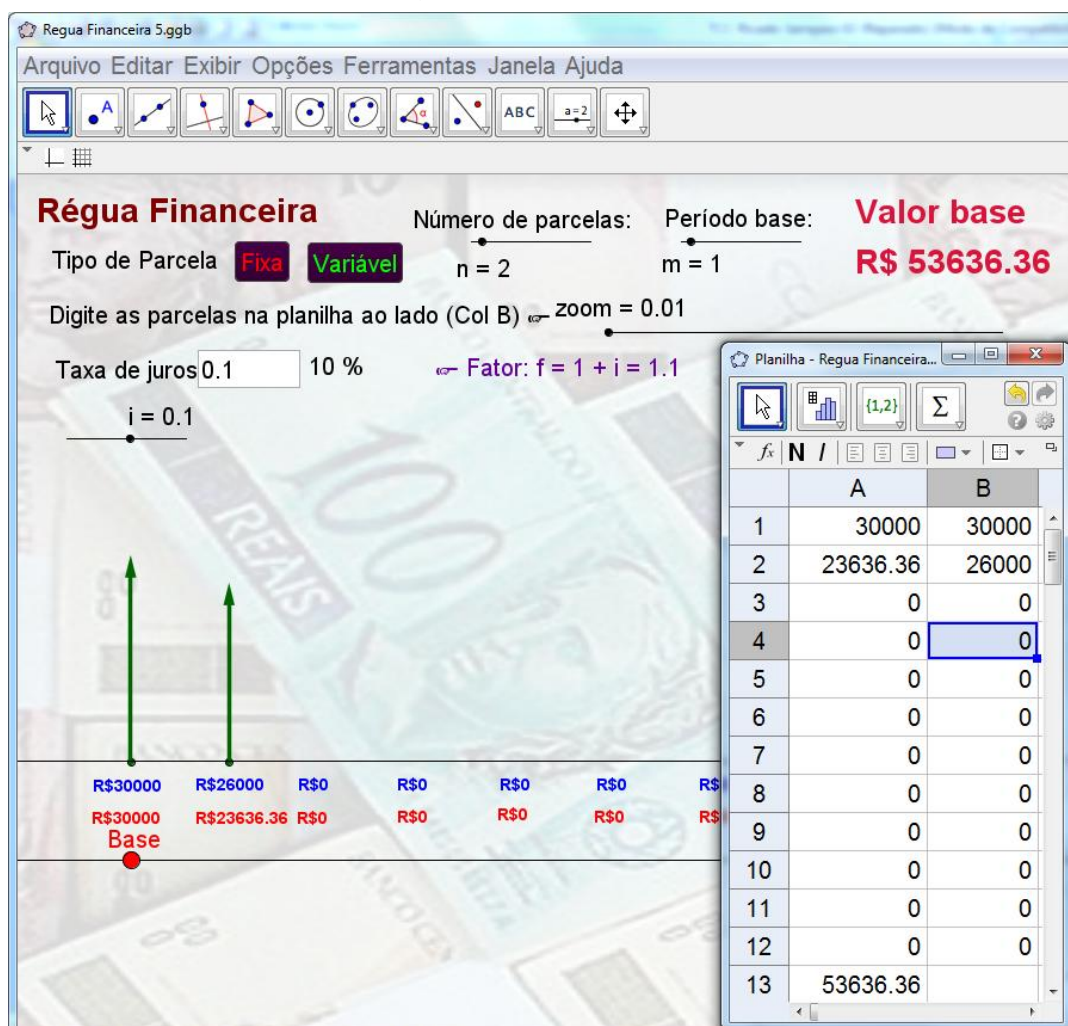 Regua Financeira 5.ggb
Arquivo Editar Exibir Opções Ferramentas Janela Ajuda
A
α
ABC
a=2
Régua Financeira
Número de parcelas:
Período base:
Valor base
Tipo de Parcela Fixa Variável
n = 2
m = 1
R$ 53636.36
Digite as parcelas na planilha ao lado (Col B) ☞ zoom = 0.01
Taxa de juros 0.1 10 % ☞ Fator: f = 1 + i = 1.1
i = 0.1
100
REAIS
R$30000 R$26000 R$0 R$0 R$0 R$0 R$
R$30000 R$23636.36 R$0 R$0 R$0 R$0 R$
Base
Planilha - Regua Financeira...
{1,2} Σ
fx N I
A B
1 30000 30000
2 23636.36 26000
3 0 0
4 0 0
5 0 0
6 0 0
7 0 0
8 0 0
9 0 0
10 0 0
11 0 0
12 0 0
13 53636.36